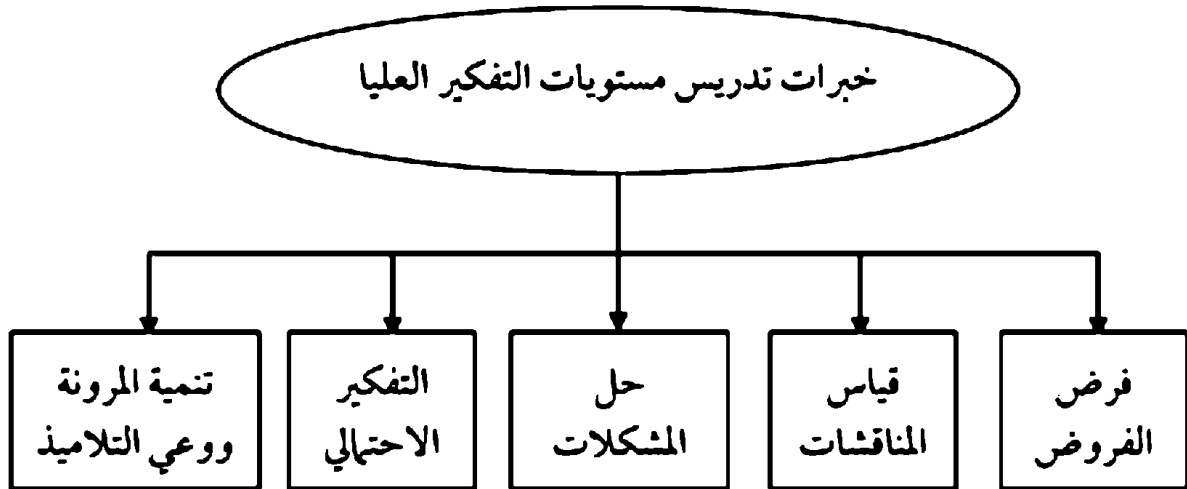 خبرات تدريس مستويات التفكير العليا
فرض
الفروض
قياس
المناقشات
حل
المشكلات
التفكير
الاحتمالي
تنمية المرونة
ووعي التلاميذ